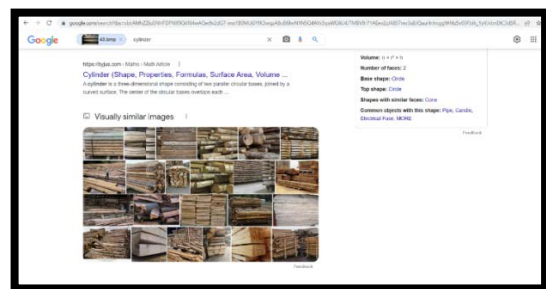 Google
cylinder
https://byjus.com › Maths › Math Article
Cylinder (Shape, Properties, Formulas, Surface Area, Volume ...
A cylinder is a three-dimensional shape consisting of two parallel circular bases, joined by a
curved surface. The center of the circular bases overlaps each ...
Visually similar images
Feedback
Number of faces: 2
Base shape: Circle
Top shape: Circle
Shapes with similar faces: Cone
Common objects with this shape: Pipe, Candle,
Electrical Fuse, MORE
Feedback